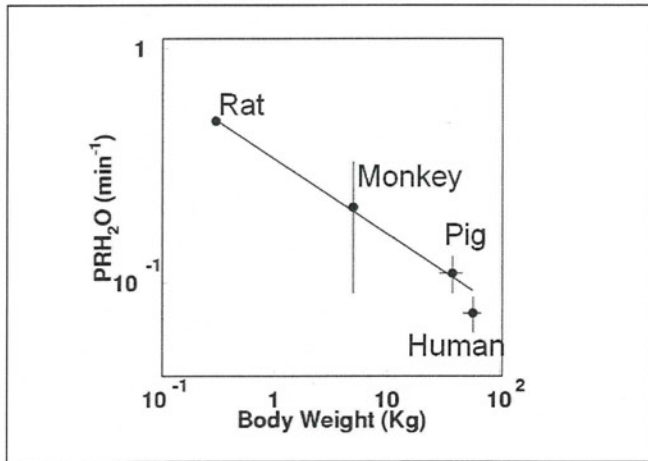 1
Rat
Monkey
Pig
10⁻¹
Human
PRH₂O (min⁻¹)
10⁻¹ 1 10 10²
Body Weight (Kg)